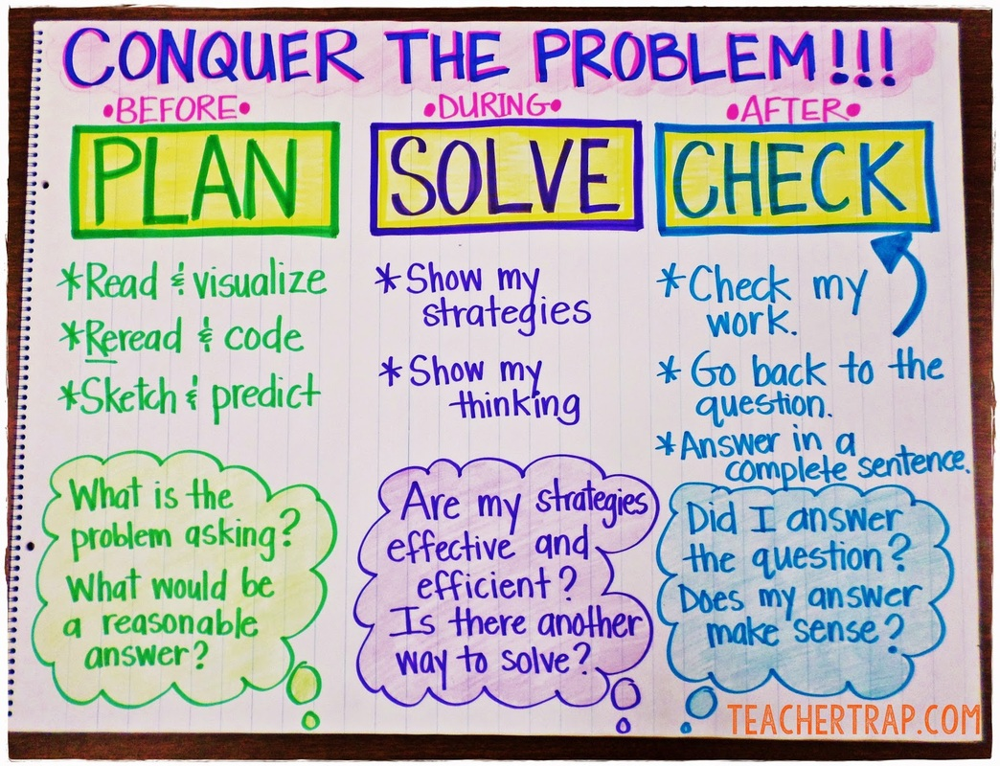 CONQUER THE PROBLEM!!!
•BEFORE•
PLAN
*Read & visualize
*Reread & code
*Sketch & predict
What is the
problem asking?
What would be
a reasonable
answer?
•DURING•
SOLVE
*Show my
strategies
*Show my
thinking
Are my strategies
effective and
efficient?
Is there another
way to solve?
•AFTER•
CHECK
*Check my
work.
* Go back to the
question.
*Answer in a
complete sentence.
Did I answer
the question?
Does my answer
make sense?
TEACHERTRAP.COM